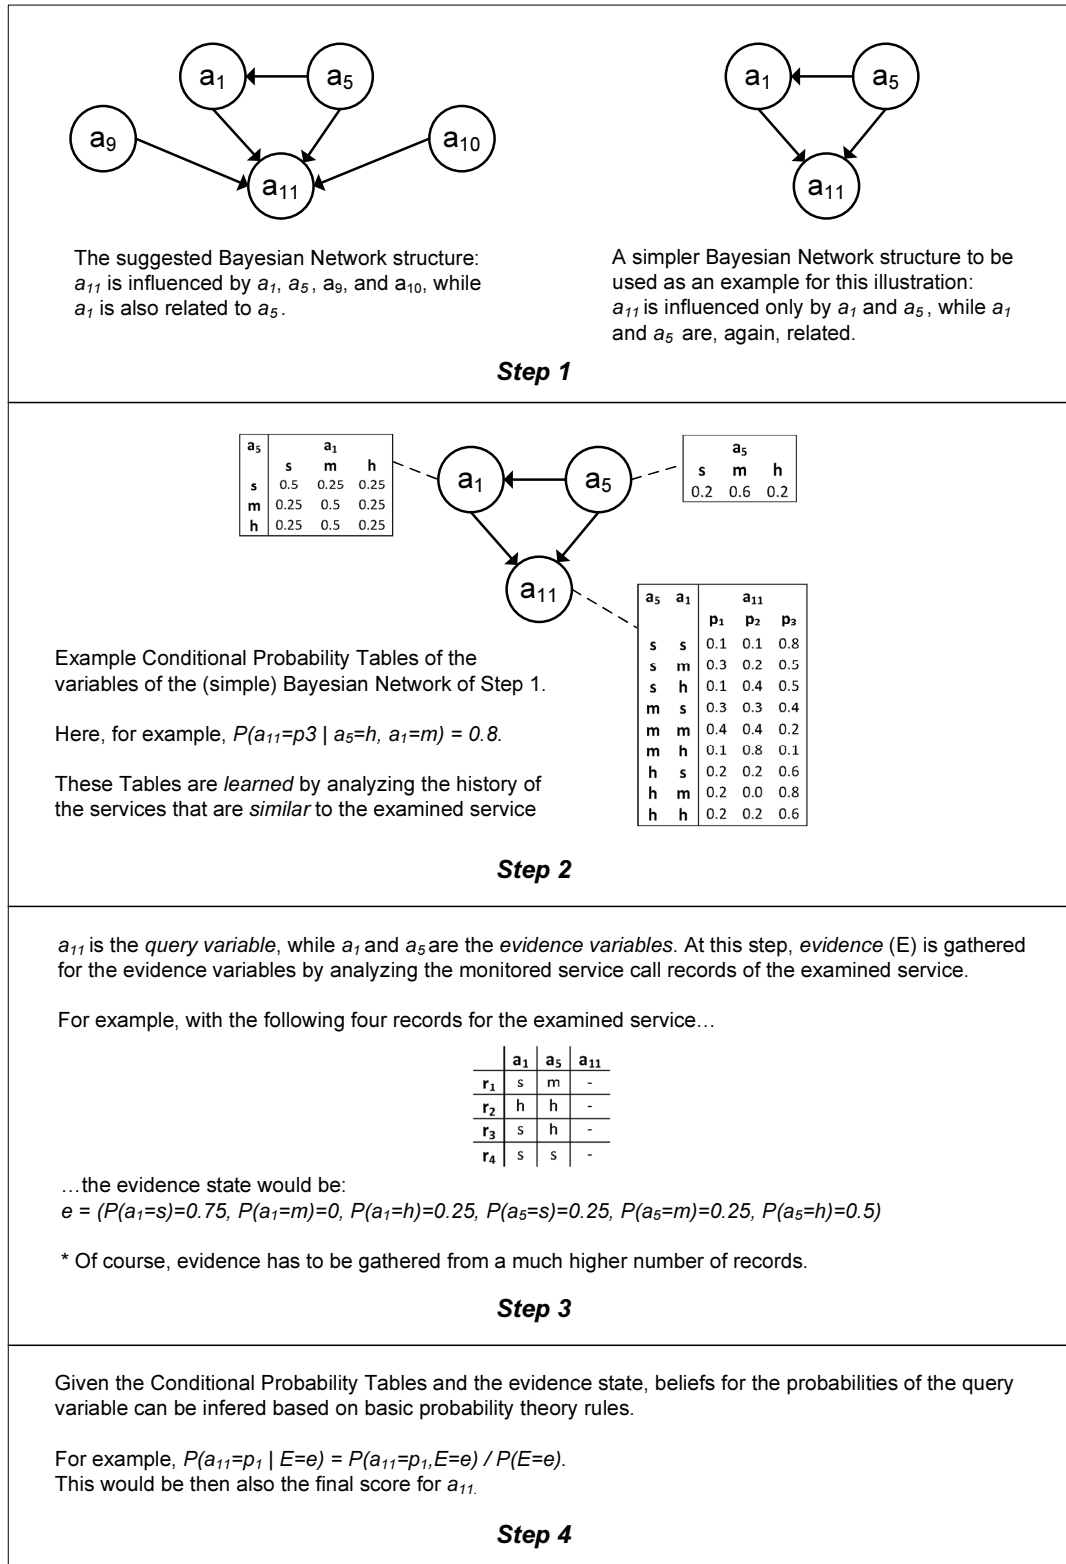 a1 a5
a9 a10
a11
The suggested Bayesian Network structure:
a11 is influenced by a1, a5, a9, and a10, while
a1 is also related to a5.
a1 a5
a11
A simpler Bayesian Network structure to be
used as an example for this illustration:
a11 is influenced only by a1 and a5, while a1
and a5 are, again, related.
Step 1
a5 a1
s m h
s 0.5 0.25 0.25
m 0.25 0.5 0.25
h 0.25 0.5 0.25
a1 a5
a11
a5
s m h
0.2 0.6 0.2
a5 a1 a11
p1 p2 p3
s s 0.1 0.1 0.8
s m 0.3 0.2 0.5
s h 0.1 0.4 0.5
m s 0.3 0.3 0.4
m m 0.4 0.4 0.2
m h 0.1 0.8 0.1
h s 0.2 0.2 0.6
h m 0.2 0.0 0.8
h h 0.2 0.2 0.6
Example Conditional Probability Tables of the
variables of the (simple) Bayesian Network of Step 1.
Here, for example, P(a11=p3 | a5=h, a1=m) = 0.8.
These Tables are learned by analyzing the history of
the services that are similar to the examined service
Step 2
a11 is the query variable, while a1 and a5 are the evidence variables. At this step, evidence (E) is gathered
for the evidence variables by analyzing the monitored service call records of the examined service.
For example, with the following four records for the examined service…
a1 a5 a11
r1 s m -
r2 h h -
r3 s h -
r4 s s -
…the evidence state would be:
e = (P(a1=s)=0.75, P(a1=m)=0, P(a1=h)=0.25, P(a5=s)=0.25, P(a5=m)=0.25, P(a5=h)=0.5)
* Of course, evidence has to be gathered from a much higher number of records.
Step 3
Given the Conditional Probability Tables and the evidence state, beliefs for the probabilities of the query
variable can be infered based on basic probability theory rules.
For example, P(a11=p1 | E=e) = P(a11=p1,E=e) / P(E=e).
This would be then also the final score for a11.
Step 4